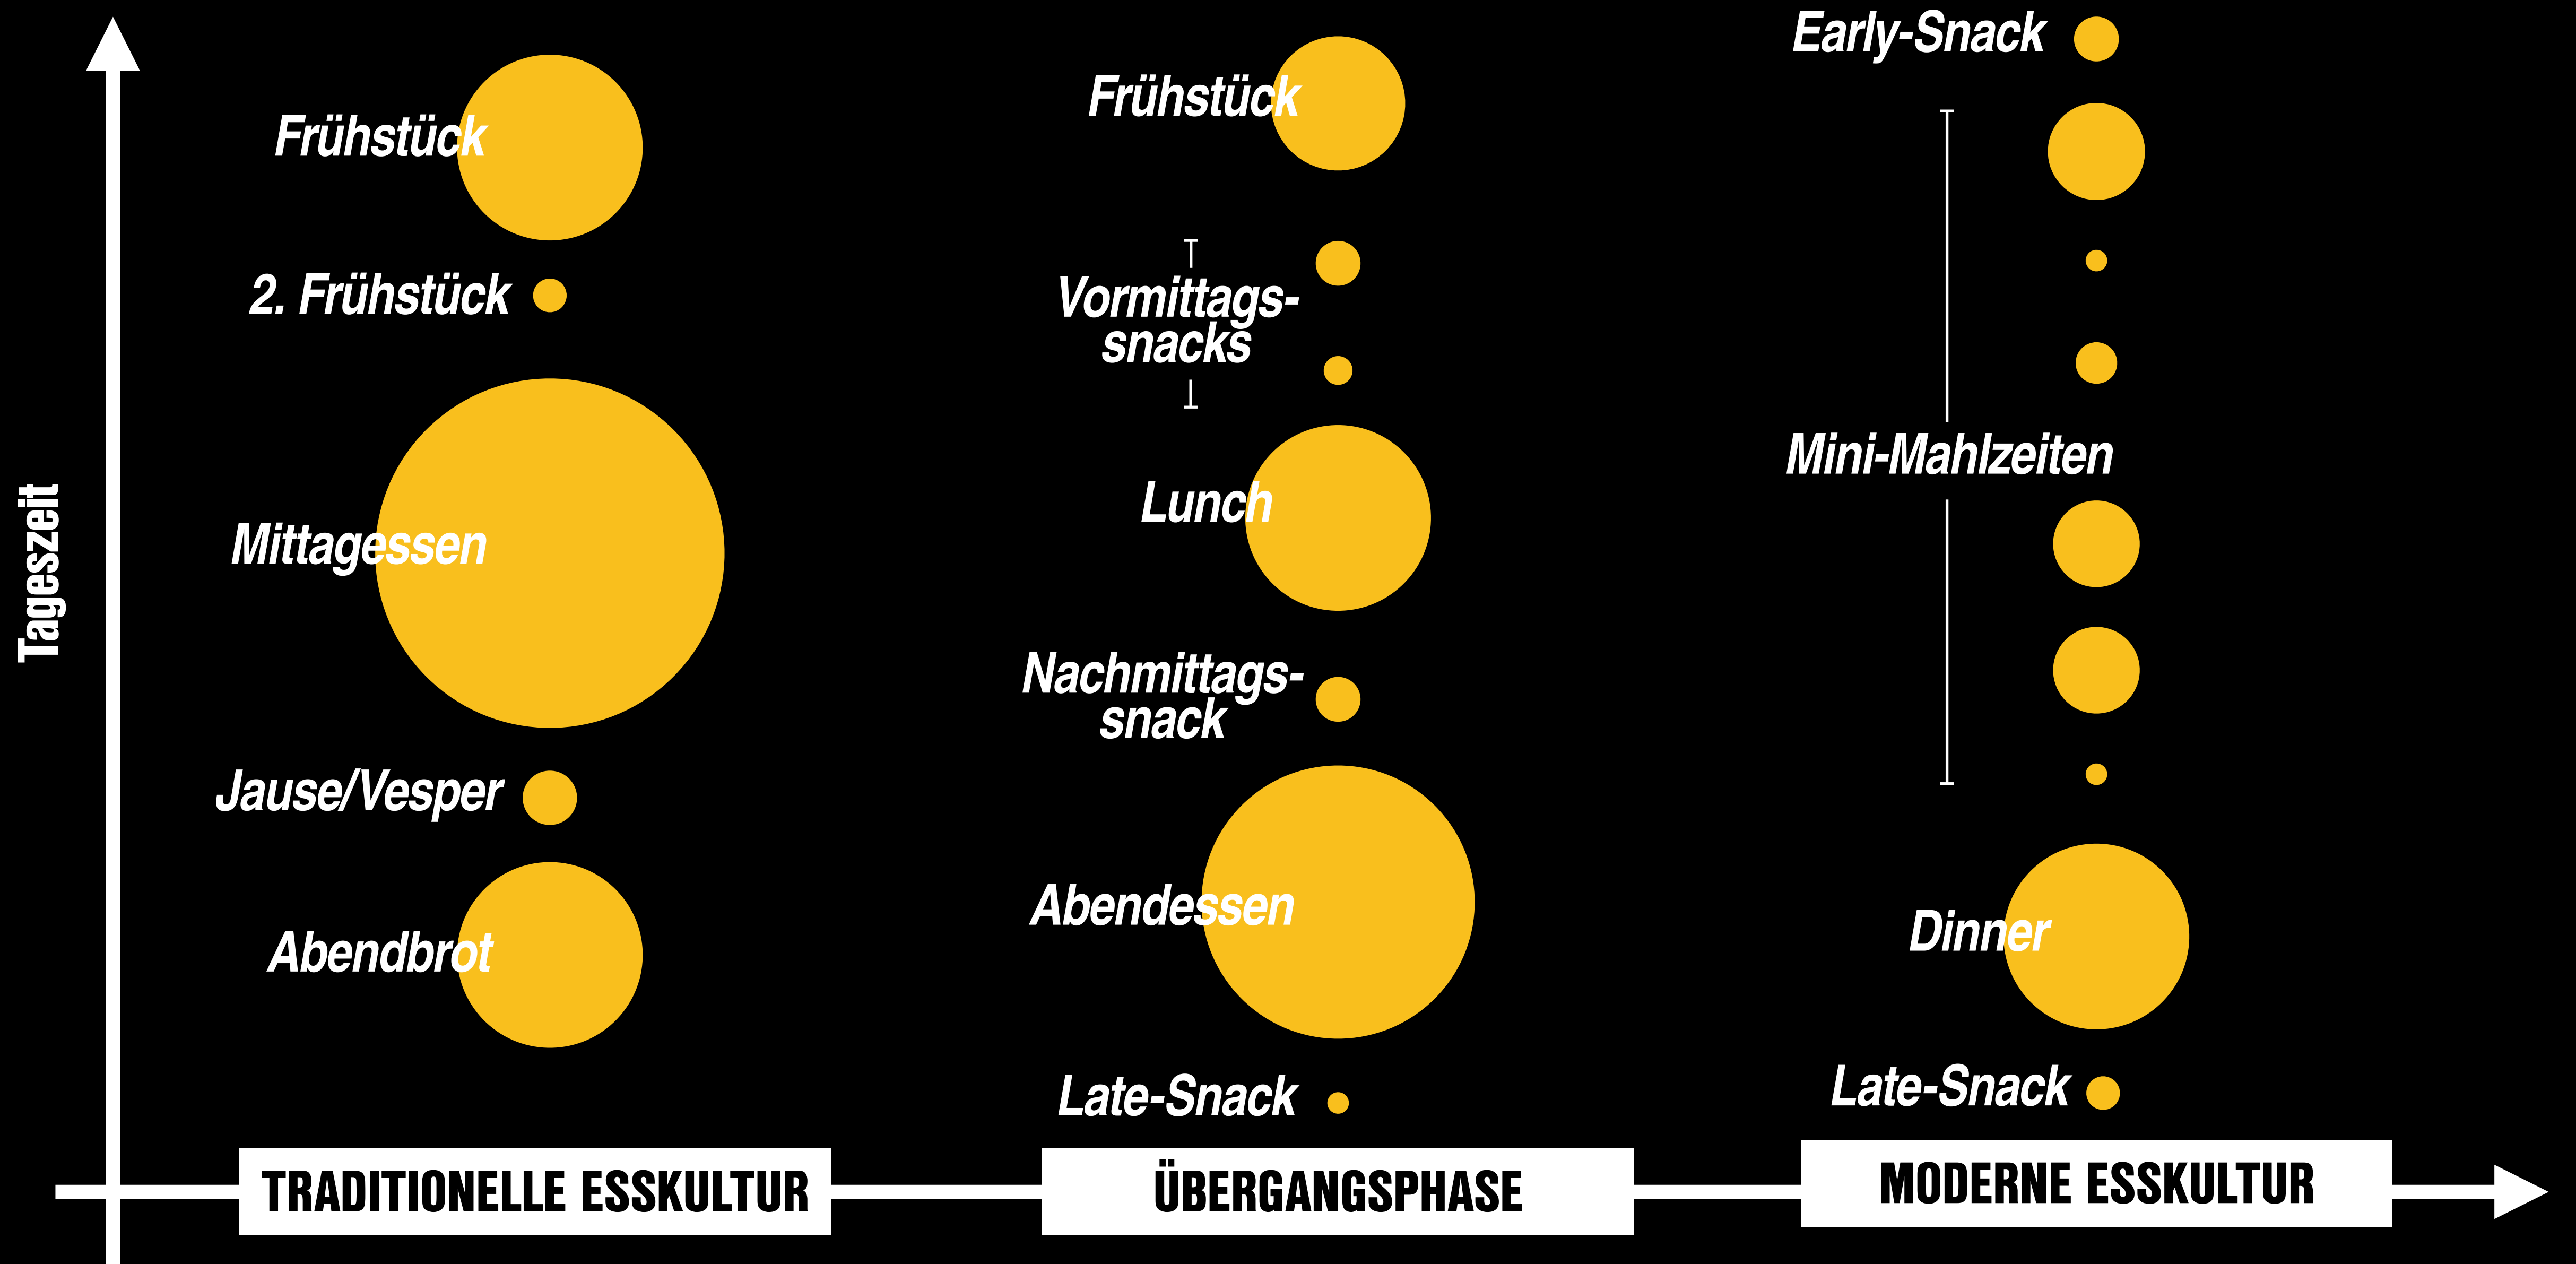 Tageszeit
Frühstück
2. Frühstück
Mittagessen
Jause/Vesper
Abendbrot
TRADITIONELLE ESSKULTUR
Frühstück
Vormittags-
snacks
Lunch
Nachmittags-
snack
Abendessen
Late-Snack
ÜBERGANGSPHASE
Early-Snack
Mini-Mahlzeiten
Dinner
Late-Snack
MODERNE ESSKULTUR